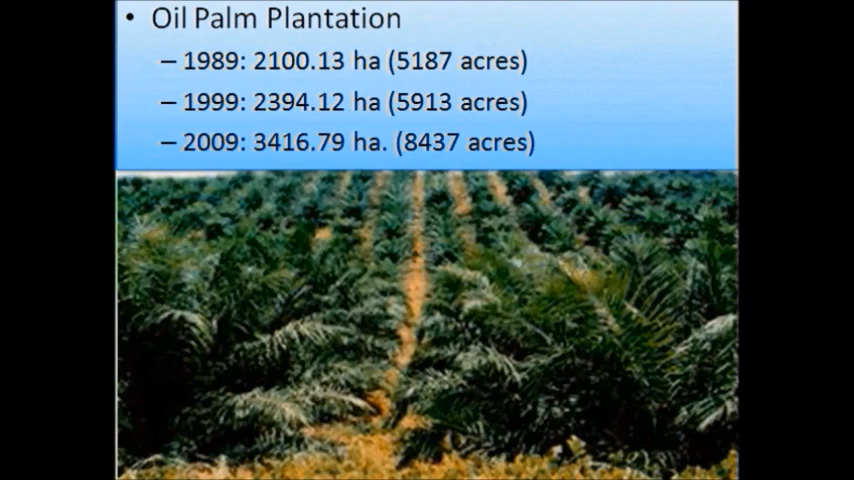 • Oil Palm Plantation
– 1989: 2100.13 ha (5187 acres)
– 1999: 2394.12 ha (5913 acres)
– 2009: 3416.79 ha. (8437 acres)